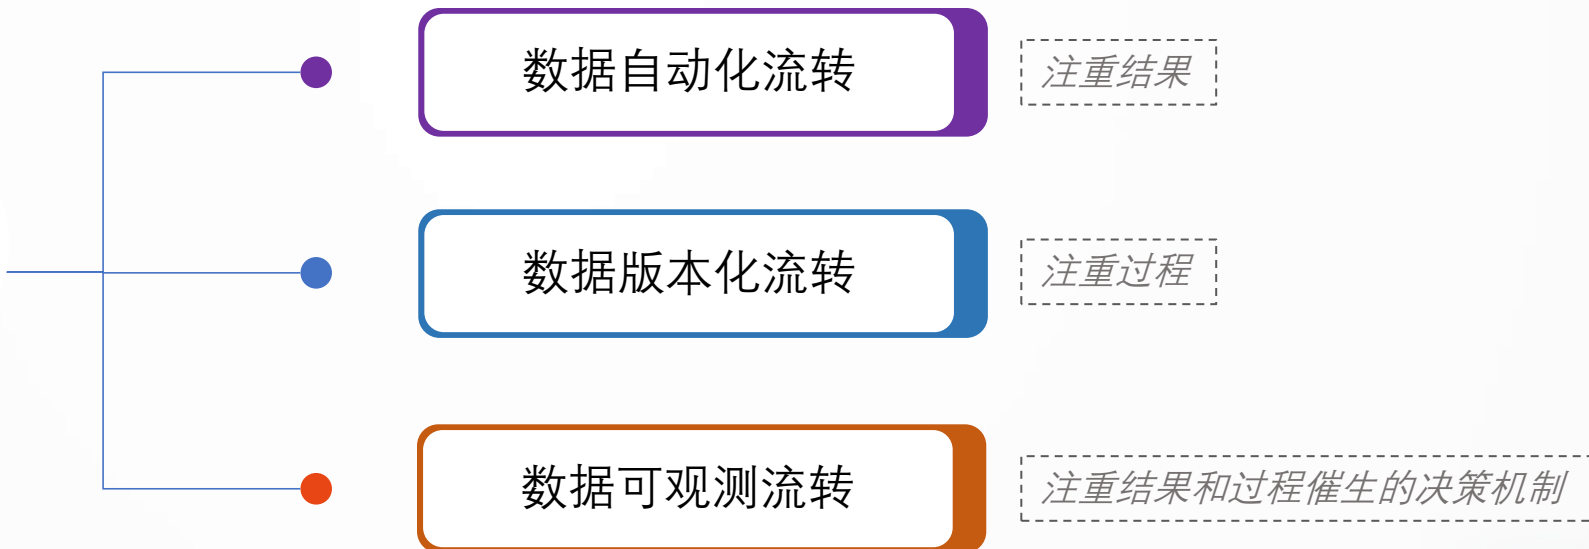 数据自动化流转
注重结果
数据版本化流转
注重过程
数据可观测流转
注重结果和过程催生的决策机制